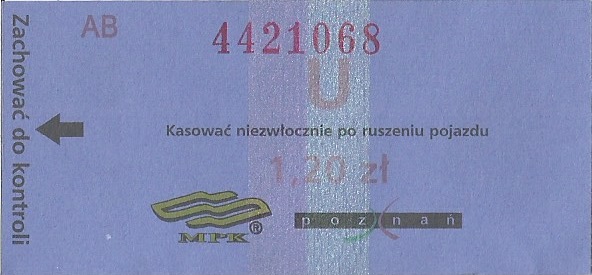 Zachować do kontroli
AB
4421068
U
Kasować niezwłocznie po ruszeniu pojazdu
1,20 zł
MPK®
poznań